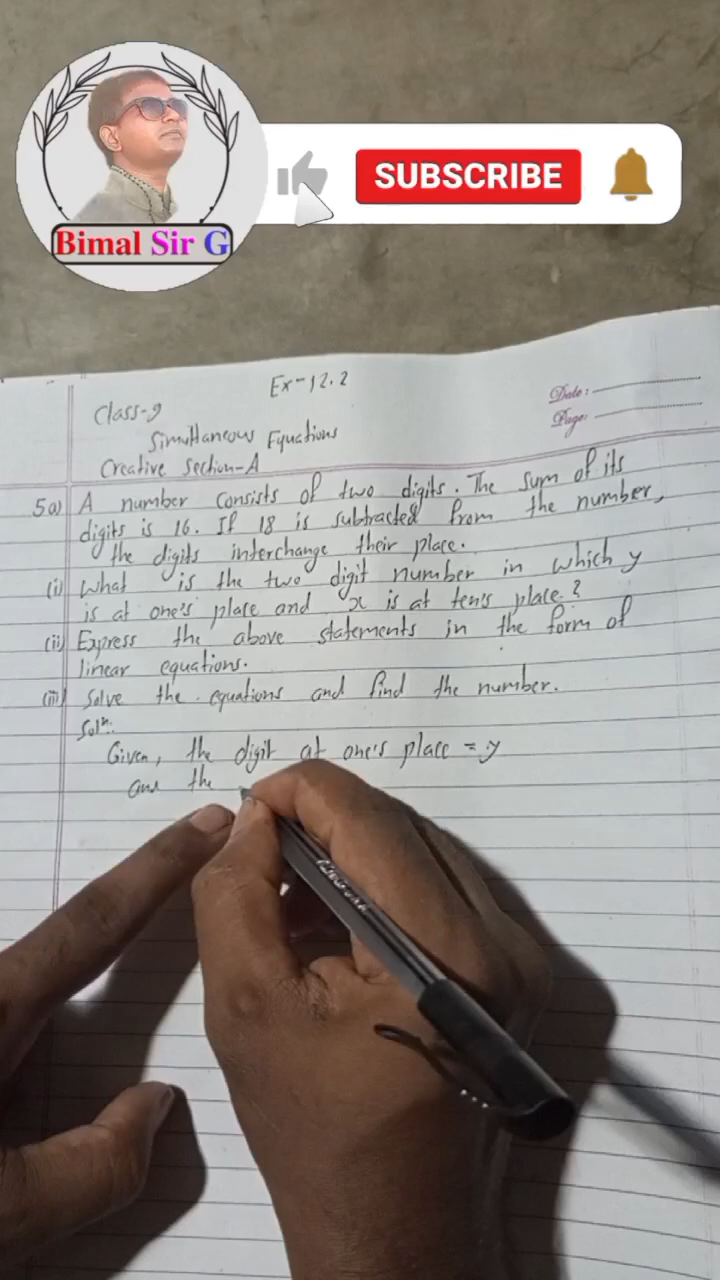 Bimal Sir G
SUBSCRIBE
Ex-12.2
Date:
Page:
Class-9
Simultaneous Equations
Creative Section-A
5a) A number consists of two digits. The sum of its
digits is 16. If 18 is subtracted from the number,
the digits interchange their place.
(i) What is the two digit number in which y
is at one's place and x is at ten's place?
(ii) Express the above statements in the form of
linear equations.
(iii) Solve the equations and find the number.
Solⁿ:
Given, the digit at one's place = y
and the